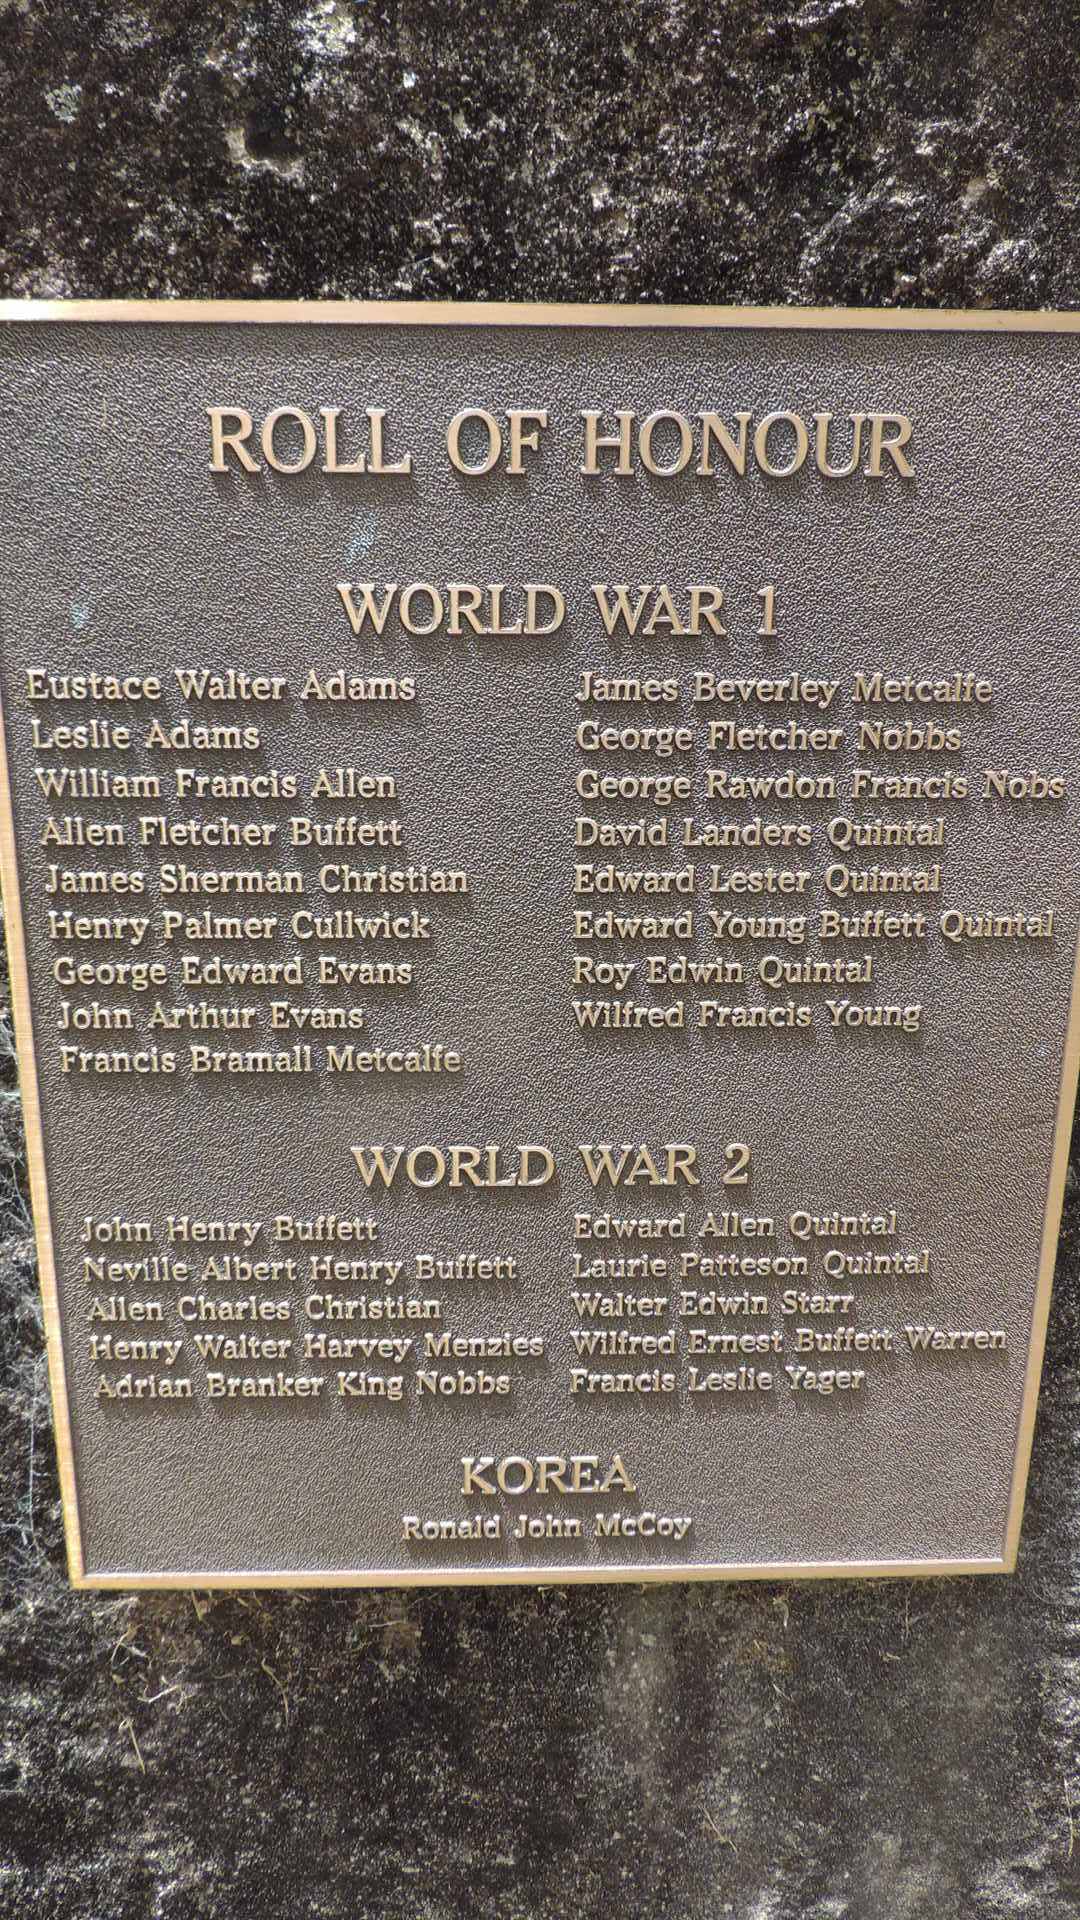 ROLL OF HONOUR
WORLD WAR 1
Eustace Walter Adams
Leslie Adams
William Francis Allen
Allen Fletcher Buffett
James Sherman Christian
Henry Palmer Cullwick
George Edward Evans
John Arthur Evans
Francis Bramall Metcalfe
James Beverley Metcalfe
George Fletcher Nobbs
George Rawdon Francis Nobs
David Landers Quintal
Edward Lester Quintal
Edward Young Buffett Quintal
Roy Edwin Quintal
Wilfred Francis Young
WORLD WAR 2
John Henry Buffett
Neville Albert Henry Buffett
Allen Charles Christian
Henry Walter Harvey Menzies
Adrian Branker King Nobbs
Edward Allen Quintal
Laurie Patteson Quintal
Walter Edwin Starr
Wilfred Ernest Buffett Warren
Francis Leslie Yager
KOREA
Ronald John McCoy